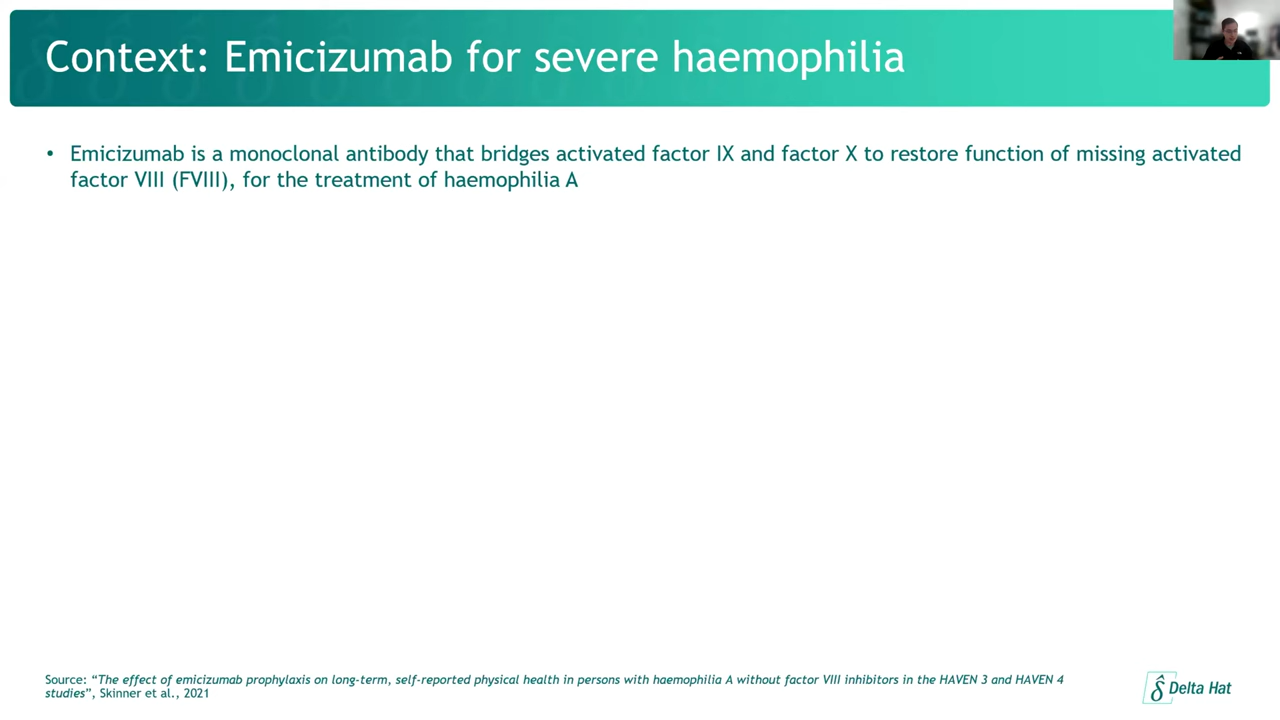 Context: Emicizumab for severe haemophilia
• Emicizumab is a monoclonal antibody that bridges activated factor IX and factor X to restore function of missing activated
factor VIII (FVIII), for the treatment of haemophilia A
Source: “The effect of emicizumab prophylaxis on long-term, self-reported physical health in persons with haemophilia A without factor VIII inhibitors in the HAVEN 3 and HAVEN 4
studies”, Skinner et al., 2021
δ̂ Delta Hat